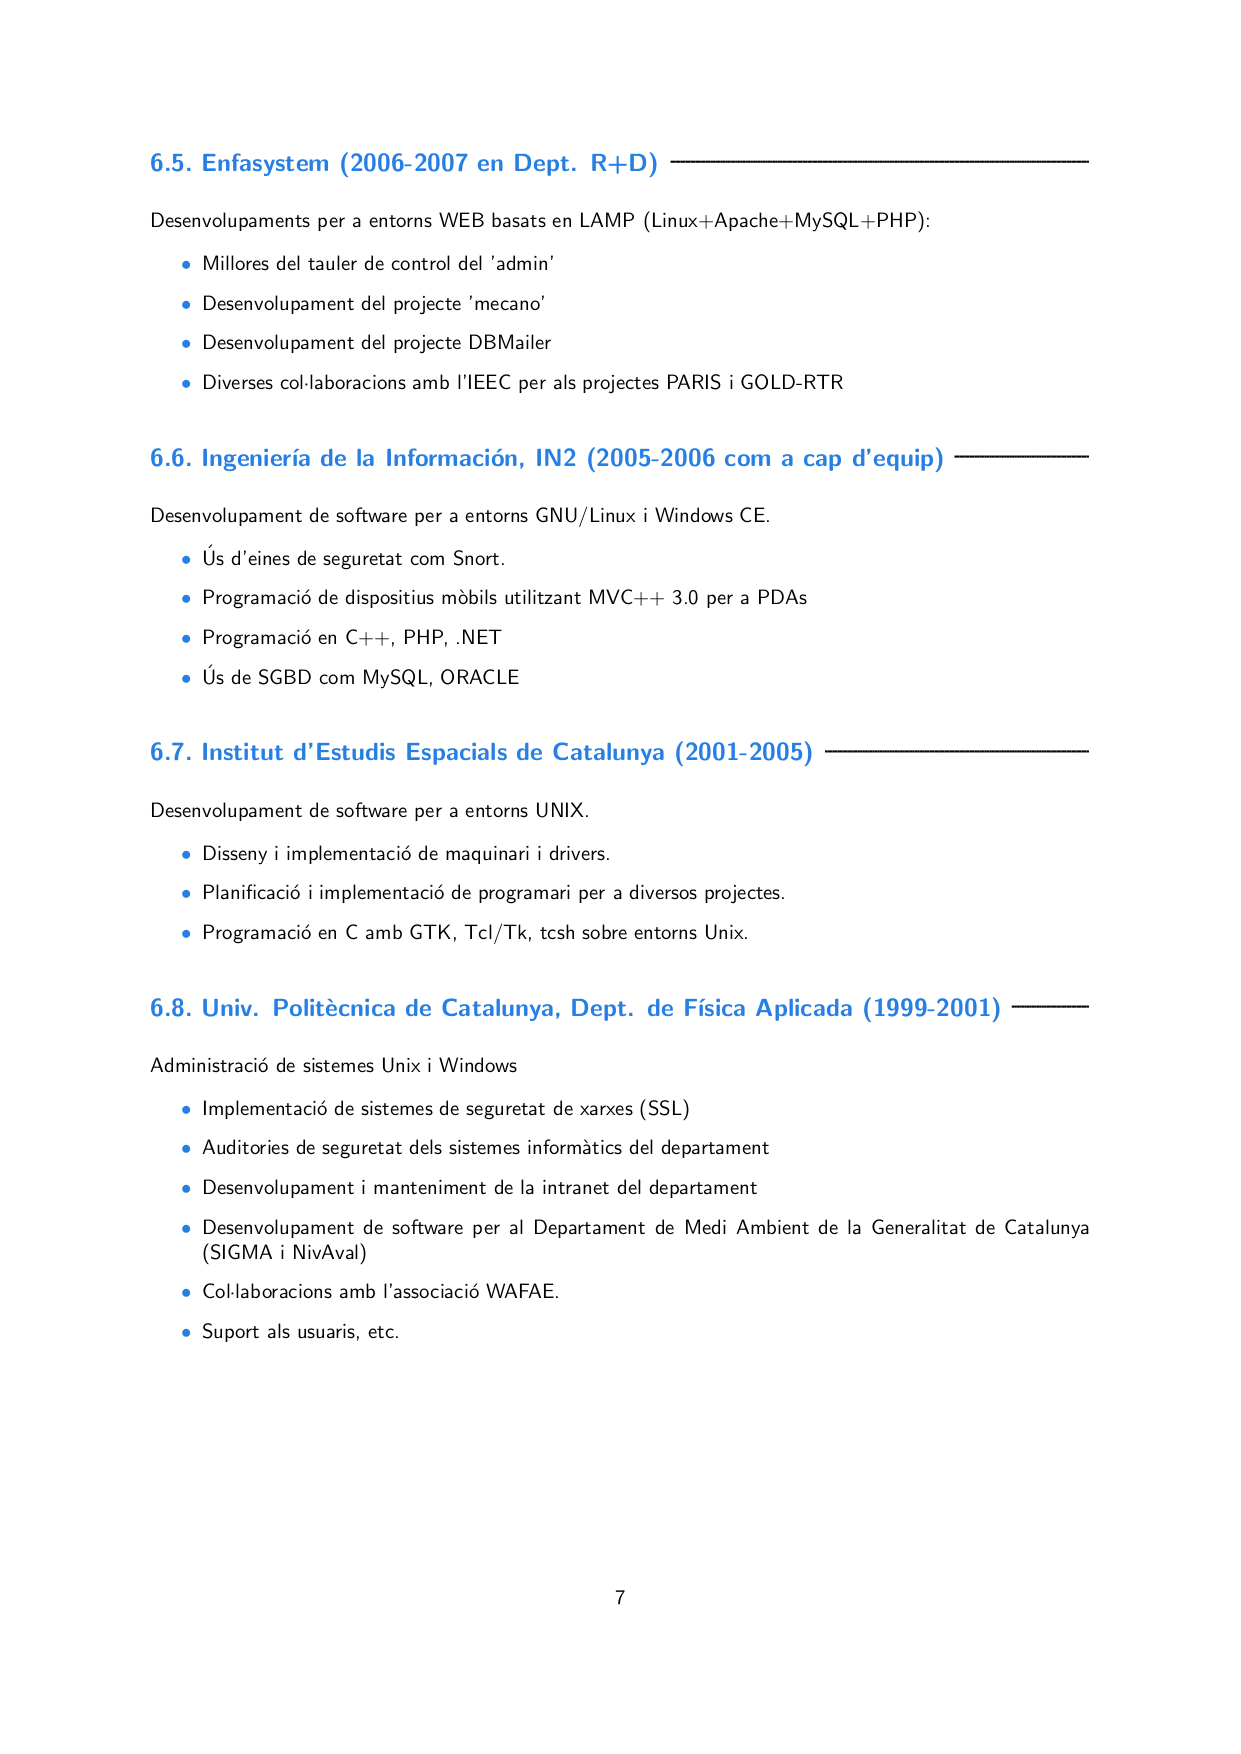 6.5. Enfasystem (2006-2007 en Dept. R+D)
Desenvolupaments per a entorns WEB basats en LAMP (Linux+Apache+MySQL+PHP):
• Millores del tauler de control del 'admin'
• Desenvolupament del projecte 'mecano'
• Desenvolupament del projecte DBMailer
• Diverses col·laboracions amb l'IEEC per als projectes PARIS i GOLD-RTR
6.6. Ingeniería de la Información, IN2 (2005-2006 com a cap d'equip)
Desenvolupament de software per a entorns GNU/Linux i Windows CE.
• Ús d'eines de seguretat com Snort.
• Programació de dispositius mòbils utilitzant MVC++ 3.0 per a PDAs
• Programació en C++, PHP, .NET
• Ús de SGBD com MySQL, ORACLE
6.7. Institut d'Estudis Espacials de Catalunya (2001-2005)
Desenvolupament de software per a entorns UNIX.
• Disseny i implementació de maquinari i drivers.
• Planificació i implementació de programari per a diversos projectes.
• Programació en C amb GTK, Tcl/Tk, tcsh sobre entorns Unix.
6.8. Univ. Politècnica de Catalunya, Dept. de Física Aplicada (1999-2001)
Administració de sistemes Unix i Windows
• Implementació de sistemes de seguretat de xarxes (SSL)
• Auditories de seguretat dels sistemes informàtics del departament
• Desenvolupament i manteniment de la intranet del departament
• Desenvolupament de software per al Departament de Medi Ambient de la Generalitat de Catalunya
(SIGMA i NivAval)
• Col·laboracions amb l'associació WAFAE.
• Suport als usuaris, etc.
7